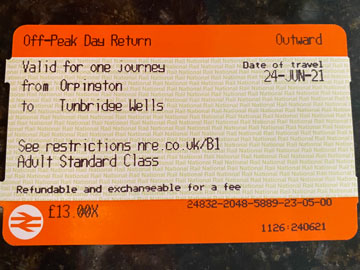 Off-Peak Day Return Outward
Valid for one journey Date of travel
from Orpington 24-JUN-21
to Tunbridge Wells
See restrictions nre.co.uk/B1
Adult Standard Class
Refundable and exchangeable for a fee
£13.00X 24832-2048-5889-23-05-00
1126:240621